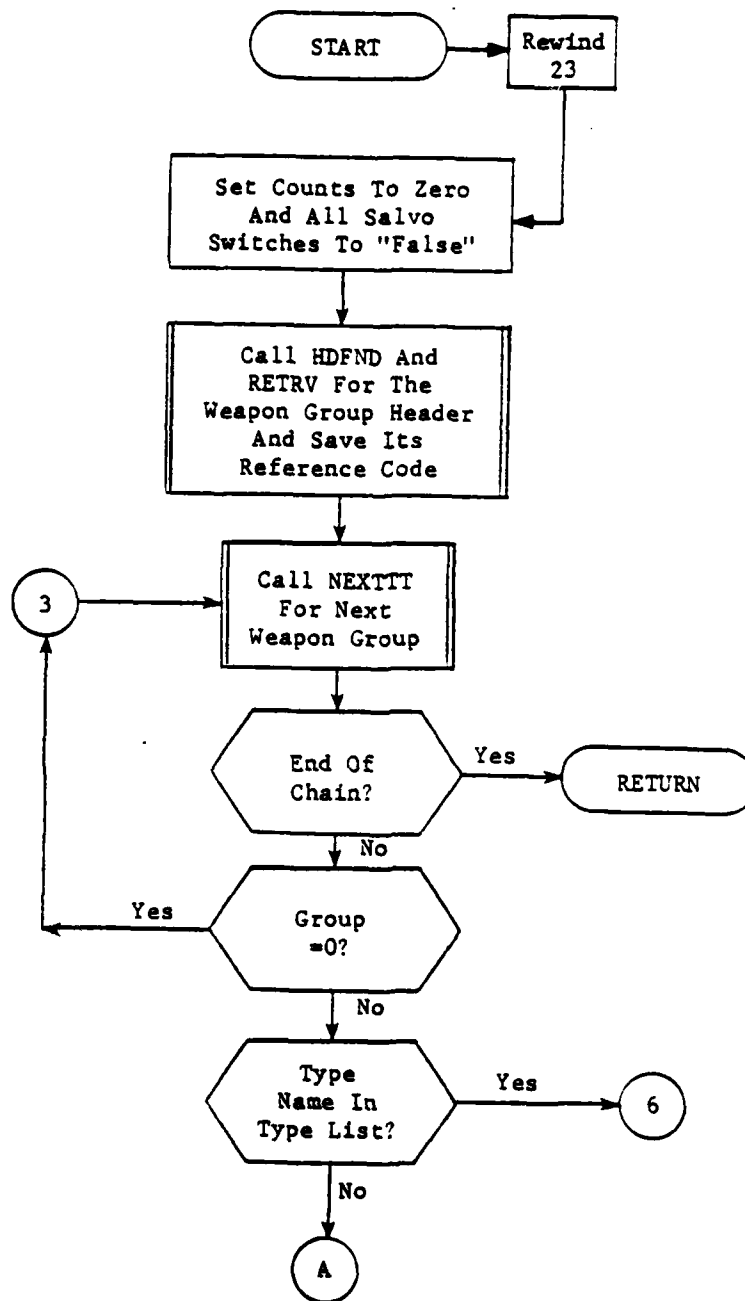 START
Rewind
23
Set Counts To Zero
And All Salvo
Switches To "False"
Call HDFND And
RETRV For The
Weapon Group Header
And Save Its
Reference Code
3
Call NEXTTT
For Next
Weapon Group
End Of
Chain?
Yes
RETURN
No
Yes
Group
=0?
No
Type
Name In
Type List?
Yes
6
No
A